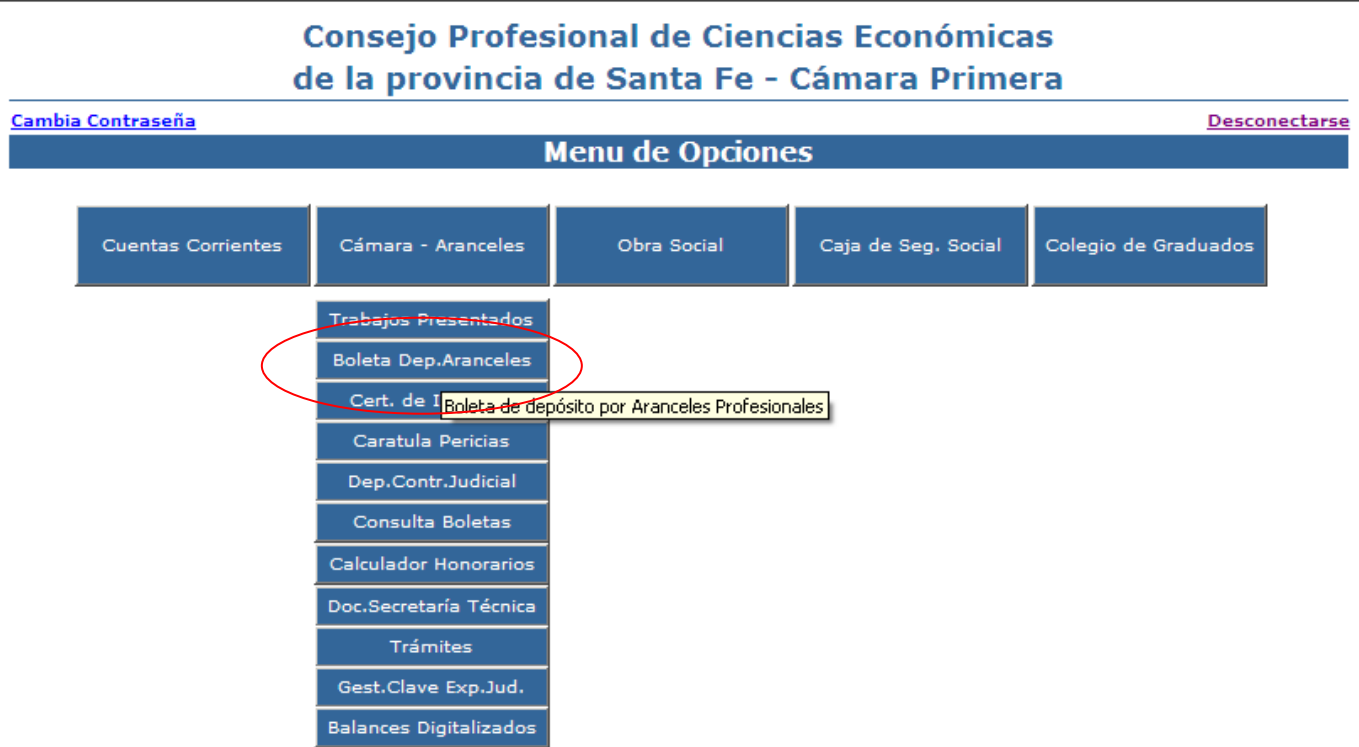 Consejo Profesional de Ciencias Económicas
de la provincia de Santa Fe - Cámara Primera
Cambia Contraseña
Desconectarse
Menu de Opciones
Cuentas Corrientes
Cámara - Aranceles
Obra Social
Caja de Seg. Social
Colegio de Graduados
Trabajos Presentados
Boleta Dep.Aranceles
Cert. de
Boleta de depósito por Aranceles Profesionales
Caratula Pericias
Dep.Contr.Judicial
Consulta Boletas
Calculador Honorarios
Doc.Secretaría Técnica
Trámites
Gest.Clave Exp.Jud.
Balances Digitalizados